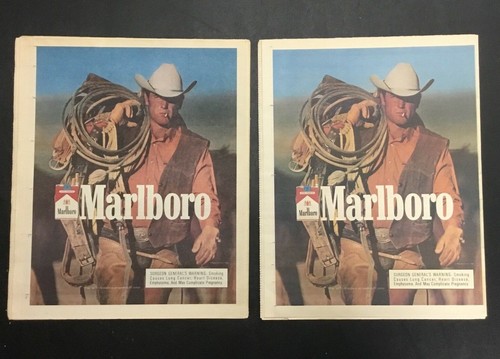 Marlboro
Marlboro
SURGEON GENERAL'S WARNING: Smoking
Causes Lung Cancer, Heart Disease,
Emphysema, And May Complicate Pregnancy.
Marlboro
Marlboro
SURGEON GENERAL'S WARNING: Smoking
Causes Lung Cancer, Heart Disease,
Emphysema, And May Complicate Pregnancy.